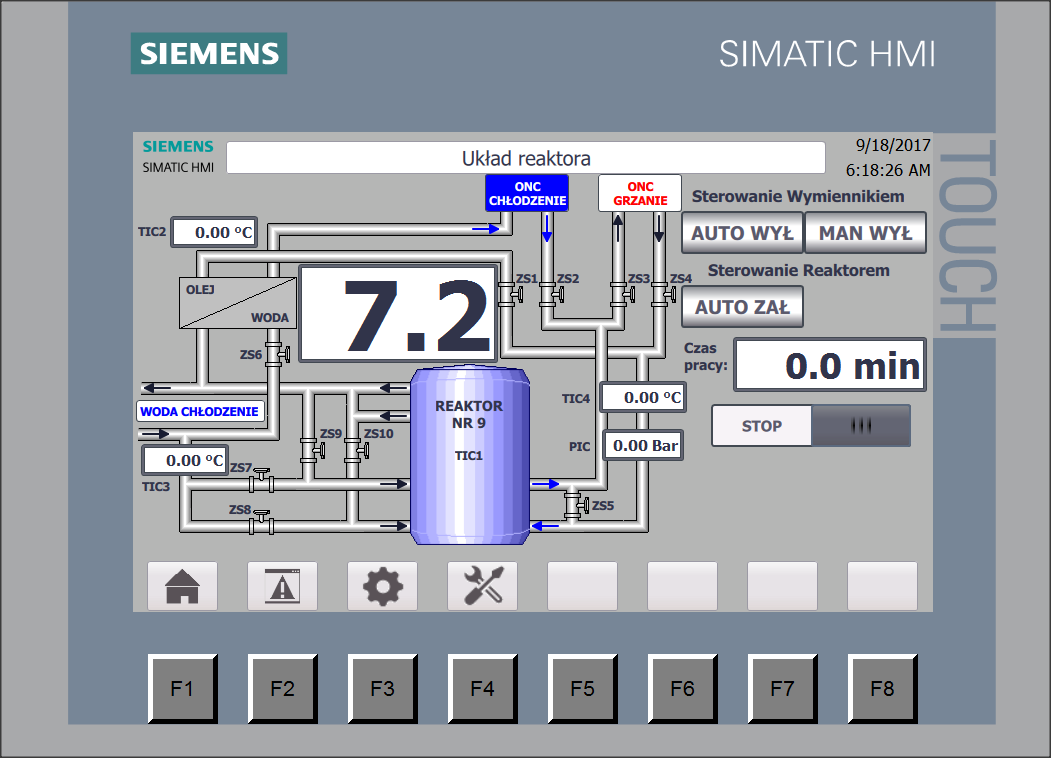 SIEMENS
SIMATIC HMI
SIEMENS
SIMATIC HMI
Układ reaktora
9/18/2017
6:18:26 AM
TOUCH
ONC
CHŁODZENIE
ONC
GRZANIE
Sterowanie Wymiennikiem
AUTO WYŁ
MAN WYŁ
TIC2
0.00 °C
Sterowanie Reaktorem
AUTO ZAŁ
ZS1
ZS2
ZS3
ZS4
OLEJ
WODA
7.2
ZS6
Czas
pracy:
0.0 min
WODA CHŁODZENIE
REAKTOR
NR 9
TIC1
TIC4
0.00 °C
STOP
PIC
0.00 Bar
ZS9
ZS10
0.00 °C
TIC3
ZS7
ZS8
ZS5
F1
F2
F3
F4
F5
F6
F7
F8